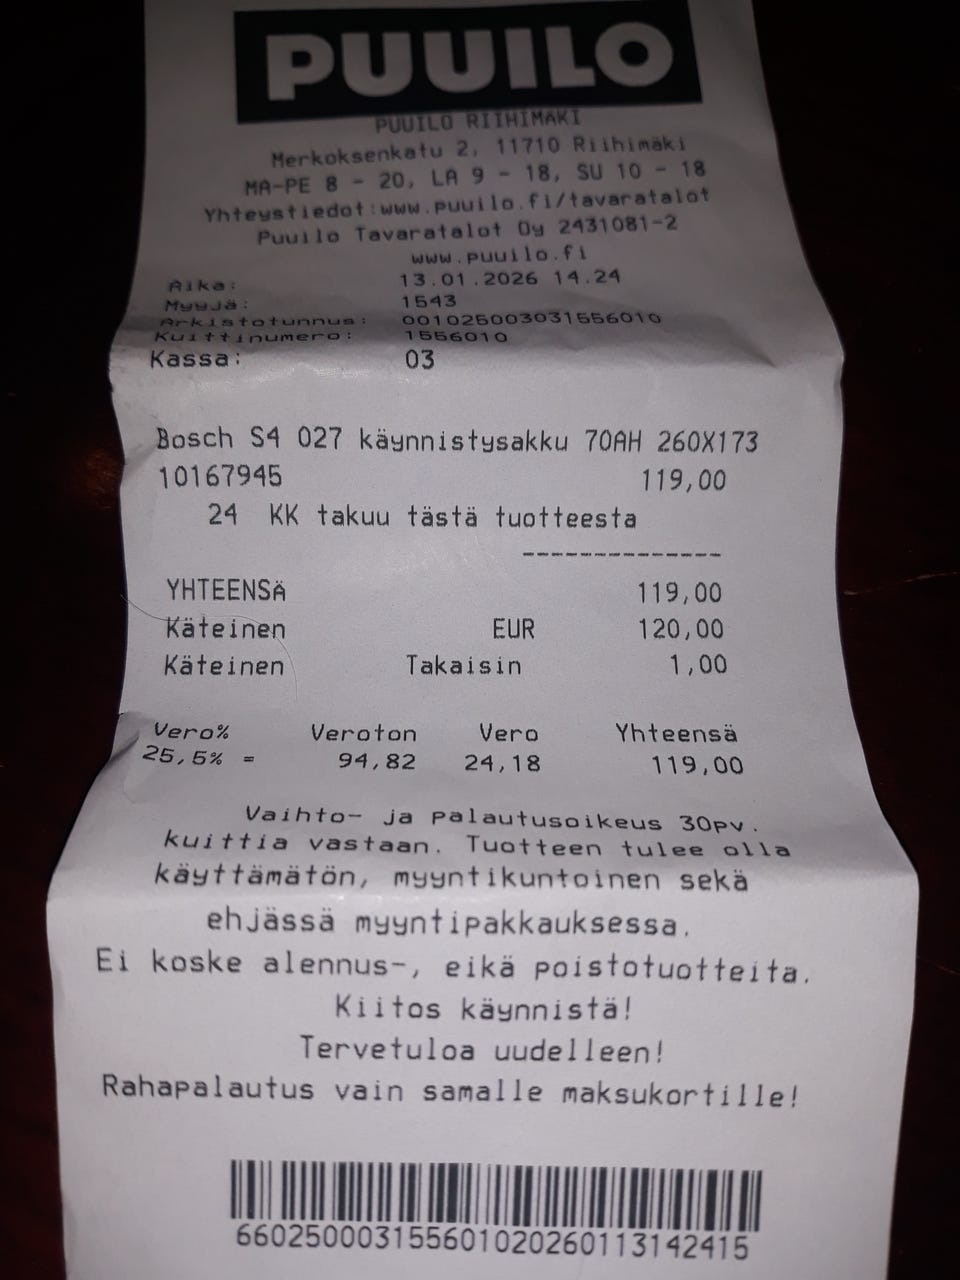 PUUILO
PUUILO RIIHIMÄKI
Merkoksenkatu 2, 11710 Riihimäki
MA-PE 8 - 20, LA 9 - 18, SU 10 - 18
Yhteystiedot:www.puuilo.fi/tavaratalot
Puuilo Tavaratalot Oy 2431081-2
www.puuilo.fi
Aika: 13.01.2026 14.24
Myyjä: 1543
Arkistotunnus: 001025003031556010
Kuittinumero: 1556010
Kassa: 03
Bosch S4 027 käynnistysakku 70AH 260X173
10167945 119,00
24 KK takuu tästä tuotteesta
-------------
YHTEENSÄ 119,00
Käteinen EUR 120,00
Käteinen Takaisin 1,00
Vero% Veroton Vero Yhteensä
25,5% = 94,82 24,18 119,00
Vaihto- ja palautusoikeus 30pv.
kuittia vastaan. Tuotteen tulee olla
käyttämätön, myyntikuntoinen sekä
ehjässä myyntipakkauksessa.
Ei koske alennus-, eikä poistotuotteita.
Kiitos käynnistä!
Tervetuloa uudelleen!
Rahapalautus vain samalle maksukortille!
660250003155601020260113142415